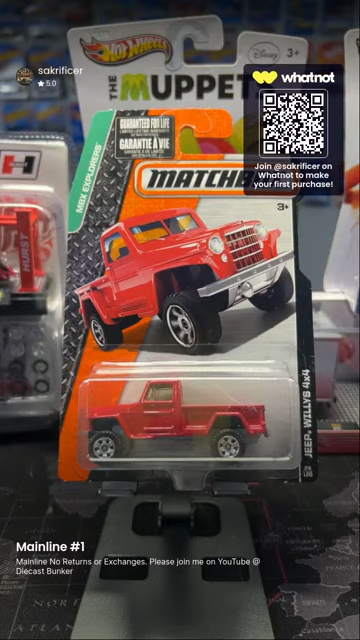 sakrificer
★ 5.0
Hot Wheels
Disney
3+
THE MUPPET
whatnot
Join @sakrificer on
Whatnot to make
your first purchase!
GUARANTEED FOR LIFE
GARANTIE À VIE
MBX EXPLORERS
MATCHB
3+
HURST
JEEP. WILLYS 4x4
Mainline #1
Mainline No Returns or Exchanges. Please join me on YouTube @
Diecast Bunker